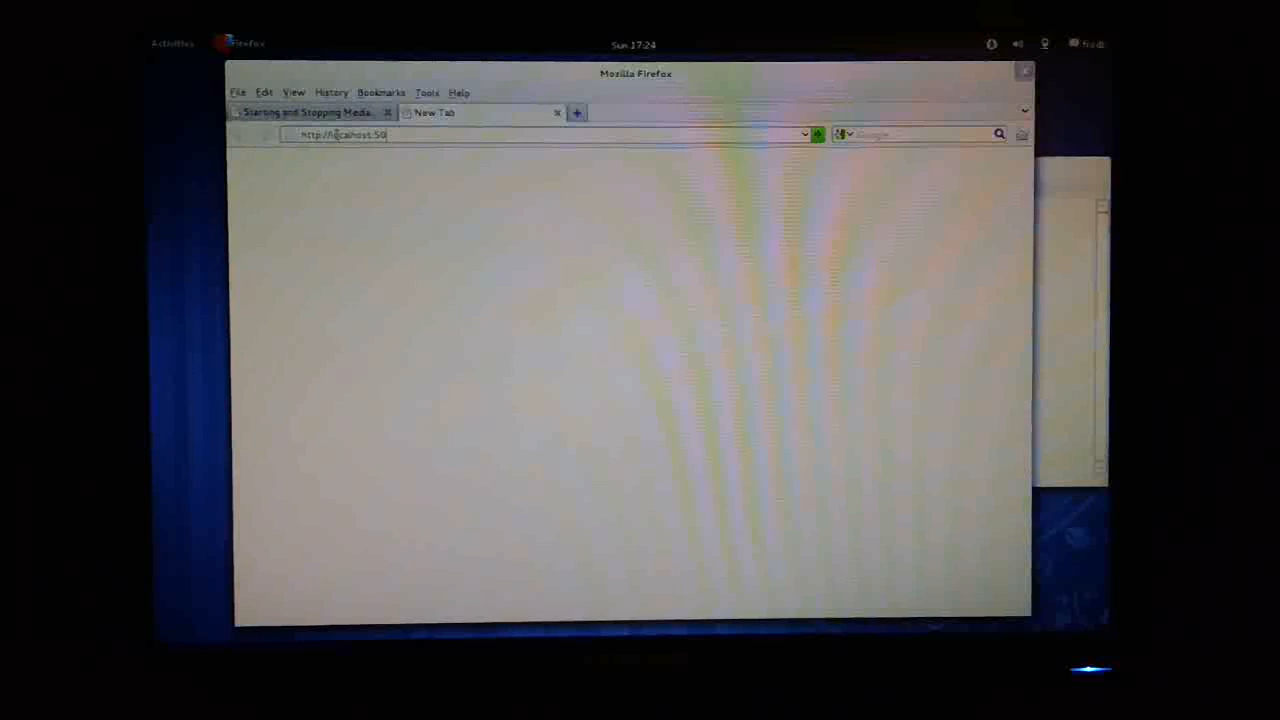 Activities Firefox Sun 17:24
Mozilla Firefox
File Edit View History Bookmarks Tools Help
Starting and Stopping Media... New Tab
http://localhost:50 Google